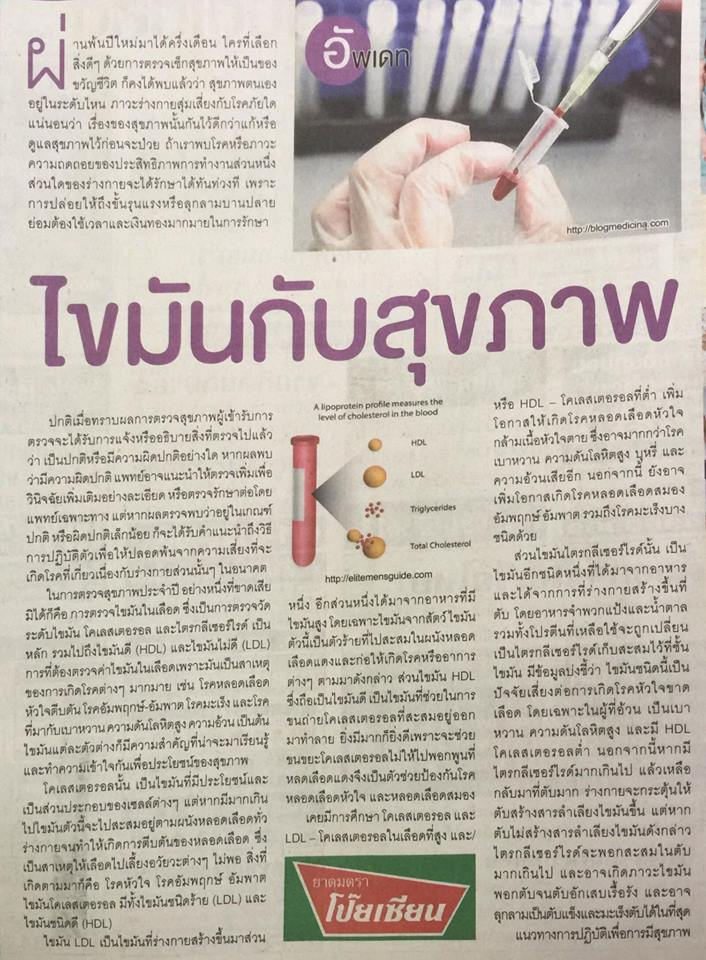 ผ่านพ้นปีใหม่มาได้ครึ่งเดือน ใครที่เลือก
สิ่งดีๆ ด้วยการตรวจเช็กสุขภาพให้เป็นของ
ขวัญชีวิต ก็คงได้พบแล้วว่า สุขภาพตนเอง
อยู่ในระดับไหน ภาวะร่างกายสุ่มเสี่ยงกับโรคภัยใด
แน่นอนว่า เรื่องของสุขภาพนั้นกันไว้ดีกว่าแก้หรือ
ดูแลสุขภาพไว้ก่อนจะป่วย ถ้าเราพบโรคหรือภาวะ
ความถดถอยของประสิทธิภาพการทำงานส่วนหนึ่ง
ส่วนใดของร่างกายจะได้รักษาได้ทันท่วงที เพราะ
การปล่อยให้ถึงขั้นรุนแรงหรือลุกลามบานปลาย
ย่อมต้องใช้เวลาและเงินทองมากมายในการรักษา
อัพเดท
http://blogmedicina.com
ไขมันกับสุขภาพ
ปกติเมื่อทราบผลการตรวจสุขภาพผู้เข้ารับการ
ตรวจจะได้รับการแจ้งหรืออธิบายสิ่งที่ตรวจไปแล้ว
ว่า เป็นปกติหรือมีความผิดปกติอย่างใด หากผลพบ
ว่ามีความผิดปกติ แพทย์อาจแนะนำให้ตรวจเพิ่มเพื่อ
วินิจฉัยเพิ่มเติมอย่างละเอียด หรือตรวจรักษาต่อโดย
แพทย์เฉพาะทาง แต่หากผลตรวจพบว่าอยู่ในเกณฑ์
ปกติ หรือผิดปกติเล็กน้อย ก็จะได้รับคำแนะนำถึงวิธี
การปฏิบัติตัวเพื่อให้ปลอดพ้นจากความเสี่ยงที่จะ
เกิดโรคที่เกี่ยวเนื่องกับร่างกายส่วนนั้นๆ ในอนาคต
ในการตรวจสุขภาพประจำปี อย่างหนึ่งที่ขาดเสีย
มิได้ก็คือ การตรวจไขมันในเลือด ซึ่งเป็นการตรวจวัด
ระดับไขมัน โคเลสเตอรอล และไตรกลีเซอร์ไรด์ เป็น
หลัก รวมไปถึงไขมันดี (HDL) และไขมันไม่ดี (LDL)
การที่ต้องตรวจค่าไขมันในเลือดเพราะมันเป็นสาเหตุ
ของการเกิดโรคต่างๆ มากมาย เช่น โรคหลอดเลือด
หัวใจตีบตัน โรคอัมพฤกษ์-อัมพาต โรคมะเร็ง และโรค
ที่มากับเบาหวาน ความดันโลหิตสูง ความอ้วน เป็นต้น
ไขมันแต่ละตัวต่างก็มีความสำคัญที่น่าจะมาเรียนรู้
และทำความเข้าใจกันเพื่อประโยชน์ของสุขภาพ
โคเลสเตอรอลนั้น เป็นไขมันที่มีประโยชน์และ
เป็นส่วนประกอบของเซลล์ต่างๆ แต่หากมีมากเกิน
ไปไขมันตัวนี้จะไปสะสมอยู่ตามผนังหลอดเลือดทั่ว
ร่างกายจนทำให้เกิดการตีบตันของหลอดเลือด ซึ่ง
เป็นสาเหตุให้เลือดไปเลี้ยงอวัยวะต่างๆ ไม่พอ สิ่งที่
เกิดตามมาก็คือ โรคหัวใจ โรคอัมพฤกษ์ อัมพาต
ไขมันโคเลสเตอรอล มีทั้งไขมันชนิดร้าย (LDL) และ
ไขมันชนิดดี (HDL)
ไขมัน LDL เป็นไขมันที่ร่างกายสร้างขึ้นมาส่วน
A lipoprotein profile measures the
level of cholesterol in the blood
HDL
LDL
Triglycerides
Total Cholesterol
http://elitemensguide.com
หนึ่ง อีกส่วนหนึ่งได้มาจากอาหารที่มี
ไขมันสูง โดยเฉพาะไขมันจากสัตว์ ไขมัน
ตัวนี้เป็นตัวร้ายที่ไปสะสมในผนังหลอด
เลือดแดงและก่อให้เกิดโรคหรืออาการ
ต่างๆ ตามมาดังกล่าว ส่วนไขมัน HDL
ซึ่งถือเป็นไขมันดี เป็นไขมันที่ช่วยในการ
ขนถ่ายโคเลสเตอรอลที่สะสมอยู่ออก
มาทำลาย ยิ่งมีมากก็ยิ่งดีเพราะจะช่วย
ขนขยะโคเลสเตอรอลไม่ให้ไปพอกพูนที่
หลดเลือดแดงจึงเป็นตัวช่วยป้องกันโรค
หลอดเลือดหัวใจ และหลอดเลือดสมอง
เคยมีการศึกษา โคเลสเตอรอล และ
LDL – โคเลสเตอรอลในเลือดที่สูง และ/
ยาดมตรา
โป๊ยเซียน
หรือ HDL – โคเลสเตอรอลที่ต่ำ เพิ่ม
โอกาสให้เกิดโรคหลอดเลือดหัวใจ
กล้ามเนื้อหัวใจตาย ซึ่งอาจมากกว่าโรค
เบาหวาน ความดันโลหิตสูง บุหรี่ และ
ความอ้วนเสียอีก นอกจากนี้ ยังอาจ
เพิ่มโอกาสเกิดโรคหลอดเลือดสมอง
อัมพฤกษ์ อัมพาต รวมถึงโรคมะเร็งบาง
ชนิดด้วย
ส่วนไขมันไตรกลีเซอร์ไรด์นั้น เป็น
ไขมันอีกชนิดหนึ่งที่ได้มาจากอาหาร
และได้จากการที่ร่างกายสร้างขึ้นที่
ตับ โดยอาหารจำพวกแป้งและน้ำตาล
รวมทั้งโปรตีนที่เหลือใช้จะถูกเปลี่ยน
เป็นไตรกลีเซอร์ไรด์เก็บสะสมไว้ที่ชั้น
ไขมัน มีข้อมูลบ่งชี้ว่า ไขมันชนิดนี้เป็น
ปัจจัยเสี่ยงต่อการเกิดโรคหัวใจขาด
เลือด โดยเฉพาะในผู้ที่อ้วน เป็นเบา
หวาน ความดันโลหิตสูง และมี HDL
โคเลสเตอรอลต่ำ นอกจากนี้หากมี
ไตรกลีเซอร์ไรด์มากเกินไป แล้วเหลือ
กลับมาที่ตับมาก ร่างกายจะกระตุ้นให้
ตับสร้างสารลำเลียงไขมันขึ้น แต่หาก
ตับไม่สร้างสารลำเลียงไขมันดังกล่าว
ไตรกลีเซอร์ไรด์จะพอกสะสมในตับ
มากเกินไป และอาจเกิดภาวะไขมัน
พอกตับจนตับอักเสบเรื้อรัง และอาจ
ลุกลามเป็นตับแข็งและมะเร็งตับได้ในที่สุด
แนวทางการปฏิบัติเพื่อการมีสุขภาพ